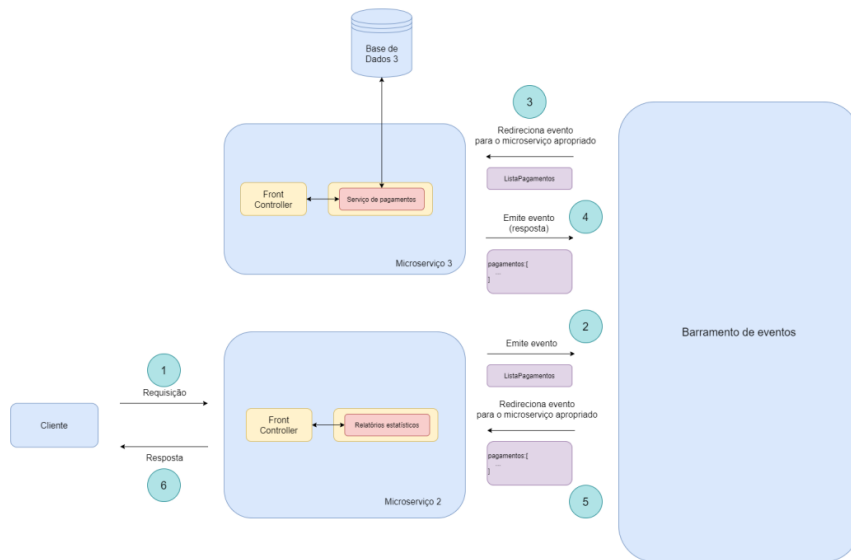 Base de
Dados 3
3
Redireciona evento
para o microserviço apropriado
ListaPagamentos
Front
Controller
Serviço de pagamentos
Emite evento
(resposta)
4
pagamentos:[
...
]
Microserviço 3
2
Emite evento
ListaPagamentos
Barramento de eventos
1
Requisição
Redireciona evento
para o microserviço apropriado
Cliente
Front
Controller
Relatórios estatísticos
pagamentos:[
...
]
Resposta
6
Microserviço 2
5